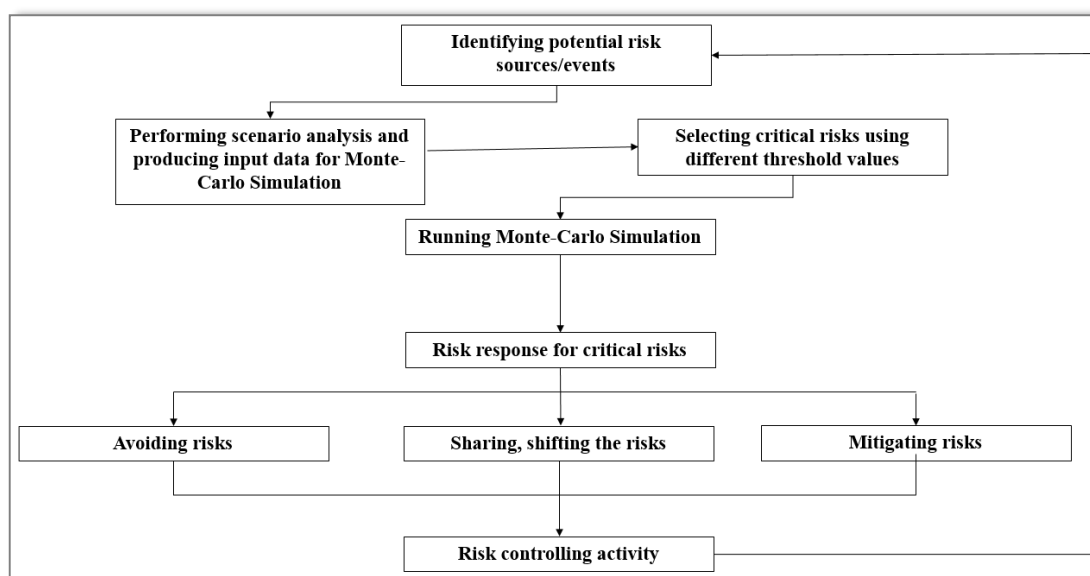 Identifying potential risk
sources/events
Performing scenario analysis and
producing input data for Monte-
Carlo Simulation
Selecting critical risks using
different threshold values
Running Monte-Carlo Simulation
Risk response for critical risks
Avoiding risks
Sharing, shifting the risks
Mitigating risks
Risk controlling activity